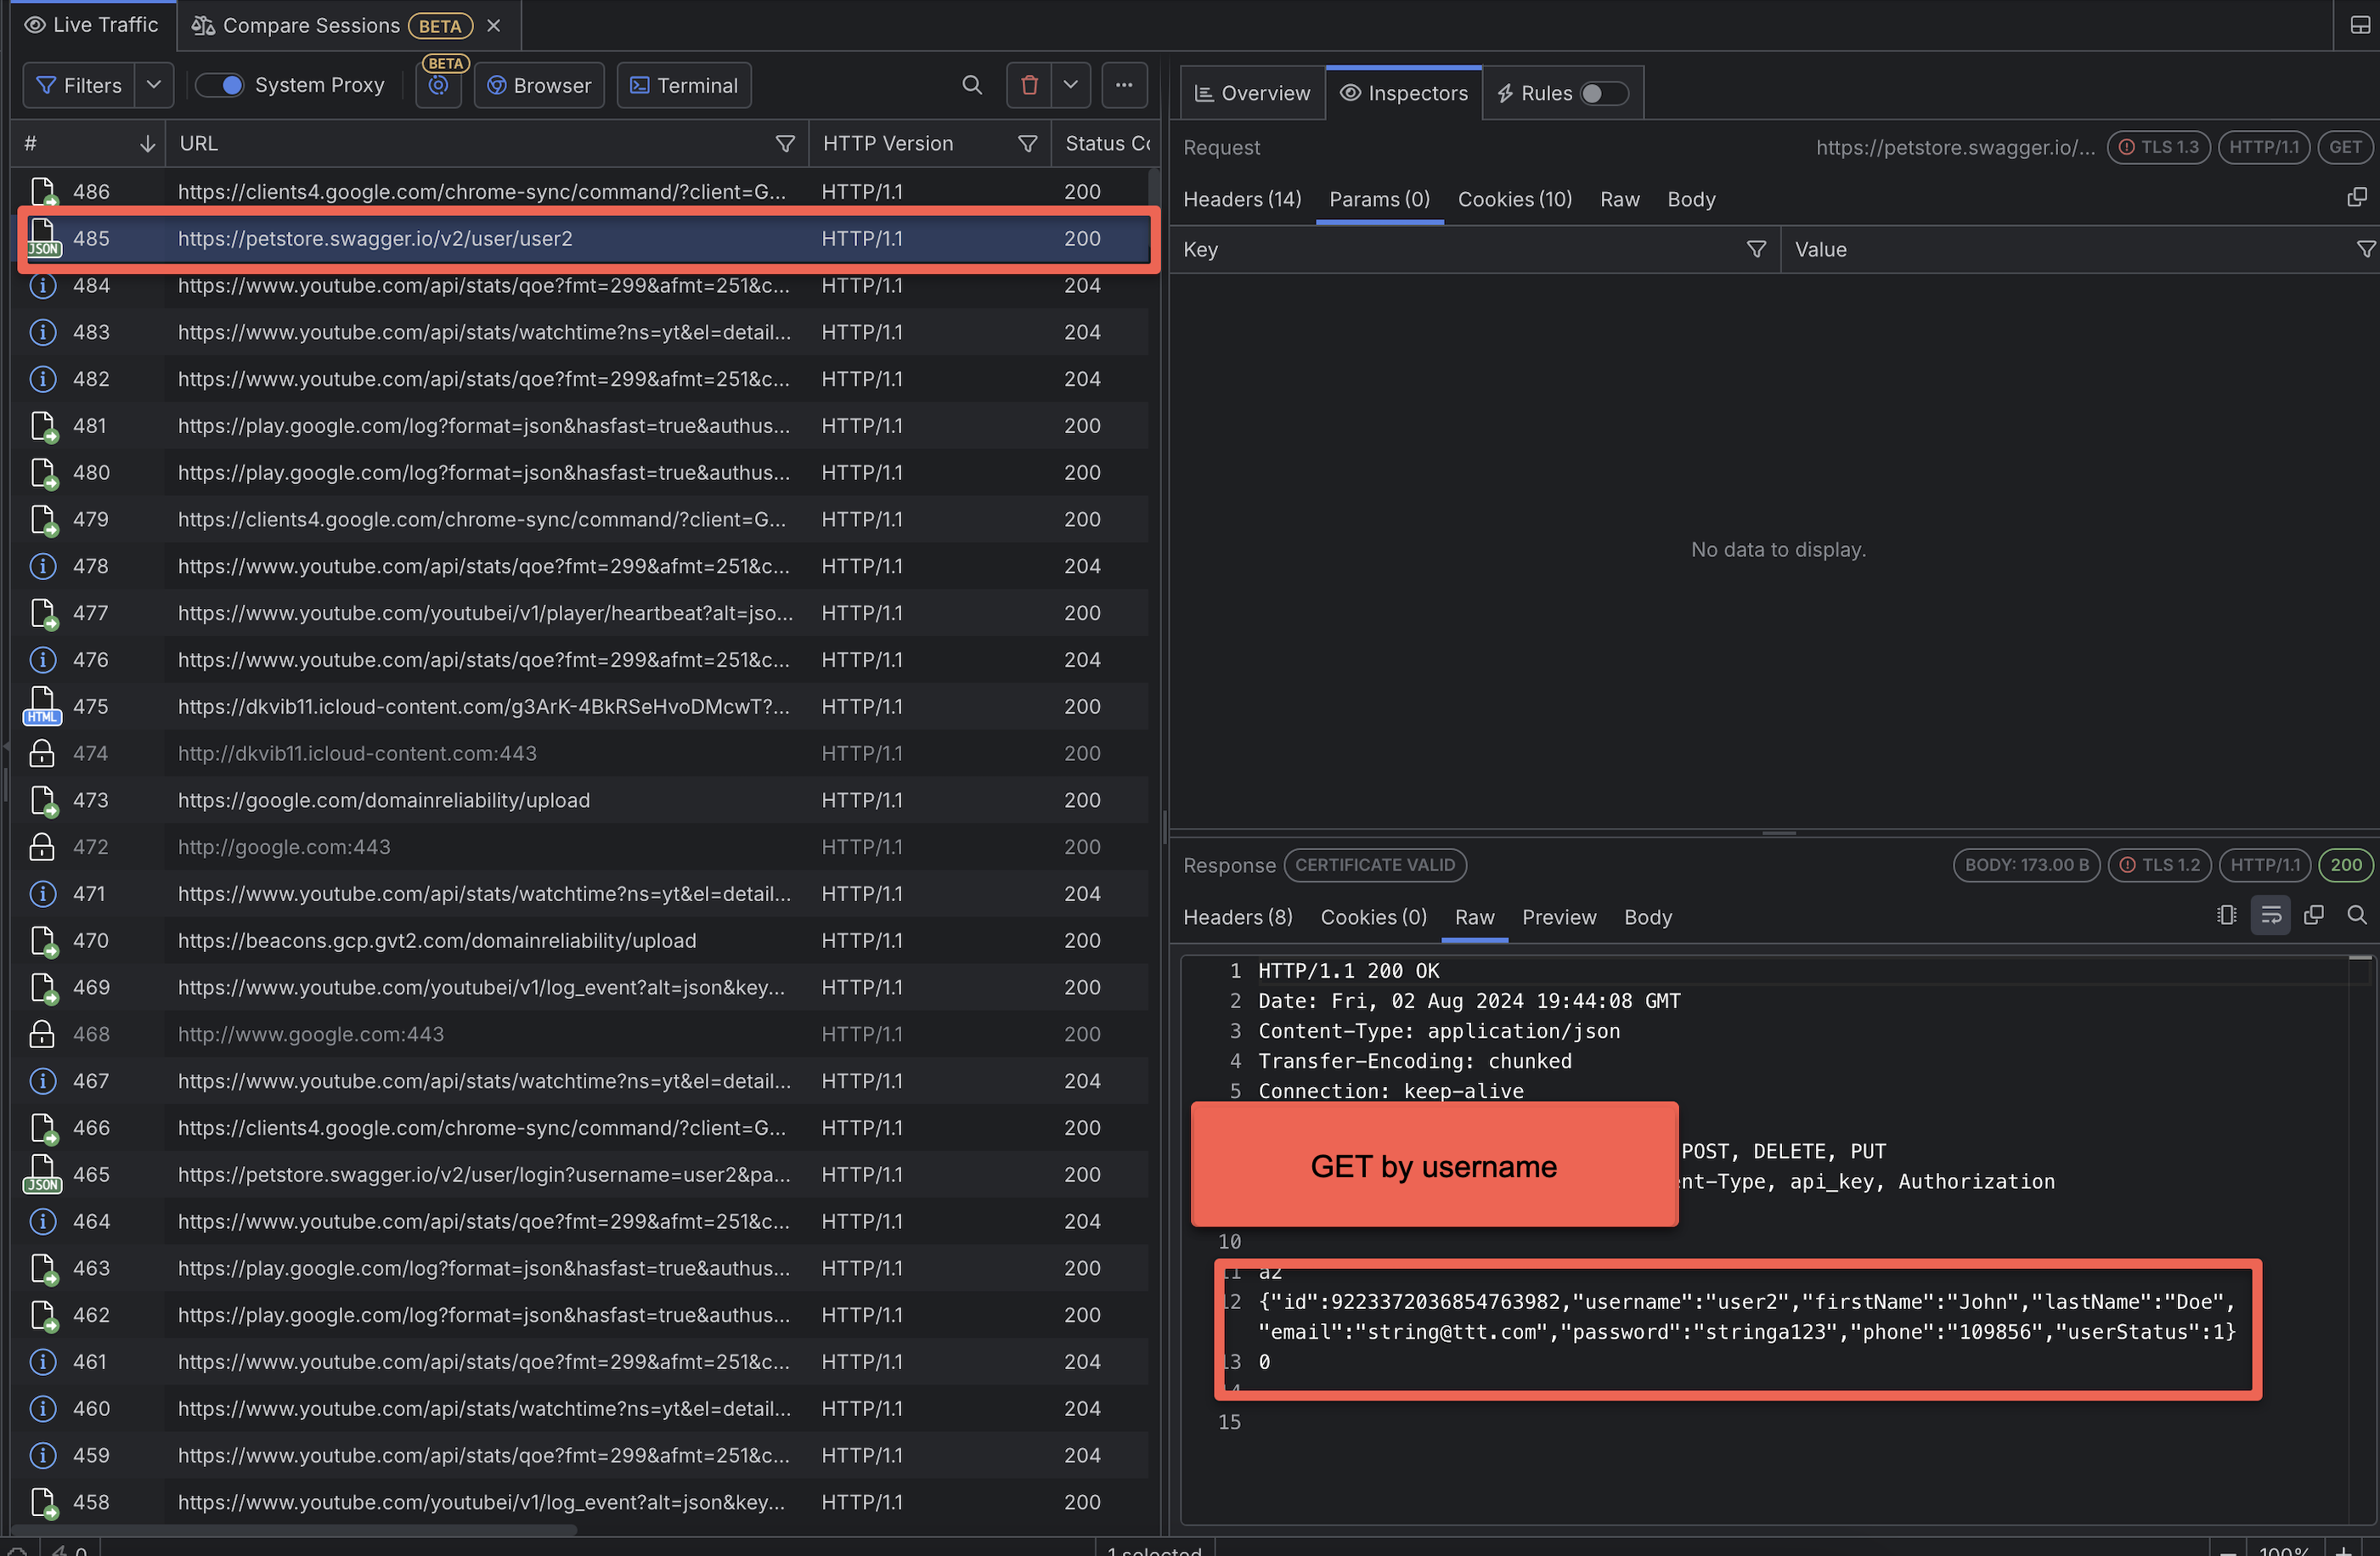 Live Traffic
Compare Sessions BETA
Filters
System Proxy
BETA
Browser
Terminal
# URL HTTP Version Status Co
486 https://clients4.google.com/chrome-sync/command/?client=G... HTTP/1.1 200
JSON 485 https://petstore.swagger.io/v2/user/user2 HTTP/1.1 200
484 https://www.youtube.com/api/stats/qoe?fmt=299&afmt=251&c... HTTP/1.1 204
483 https://www.youtube.com/api/stats/watchtime?ns=yt&el=detail... HTTP/1.1 204
482 https://www.youtube.com/api/stats/qoe?fmt=299&afmt=251&c... HTTP/1.1 204
481 https://play.google.com/log?format=json&hasfast=true&authus... HTTP/1.1 200
480 https://play.google.com/log?format=json&hasfast=true&authus... HTTP/1.1 200
479 https://clients4.google.com/chrome-sync/command/?client=G... HTTP/1.1 200
478 https://www.youtube.com/api/stats/qoe?fmt=299&afmt=251&c... HTTP/1.1 204
477 https://www.youtube.com/youtubei/v1/player/heartbeat?alt=jso... HTTP/1.1 200
476 https://www.youtube.com/api/stats/qoe?fmt=299&afmt=251&c... HTTP/1.1 204
HTML 475 https://dkvib11.icloud-content.com/g3ArK-4BkRSeHvoDMcwT?... HTTP/1.1 200
474 http://dkvib11.icloud-content.com:443 HTTP/1.1 200
473 https://google.com/domainreliability/upload HTTP/1.1 200
472 http://google.com:443 HTTP/1.1 200
471 https://www.youtube.com/api/stats/watchtime?ns=yt&el=detail... HTTP/1.1 204
470 https://beacons.gcp.gvt2.com/domainreliability/upload HTTP/1.1 200
469 https://www.youtube.com/youtubei/v1/log_event?alt=json&key... HTTP/1.1 200
468 http://www.google.com:443 HTTP/1.1 200
467 https://www.youtube.com/api/stats/watchtime?ns=yt&el=detail... HTTP/1.1 204
466 https://clients4.google.com/chrome-sync/command/?client=G... HTTP/1.1 200
JSON 465 https://petstore.swagger.io/v2/user/login?username=user2&pa... HTTP/1.1 200
464 https://www.youtube.com/api/stats/qoe?fmt=299&afmt=251&c... HTTP/1.1 204
463 https://play.google.com/log?format=json&hasfast=true&authus... HTTP/1.1 200
462 https://play.google.com/log?format=json&hasfast=true&authus... HTTP/1.1 200
461 https://www.youtube.com/api/stats/qoe?fmt=299&afmt=251&c... HTTP/1.1 204
460 https://www.youtube.com/api/stats/watchtime?ns=yt&el=detail... HTTP/1.1 204
459 https://www.youtube.com/api/stats/qoe?fmt=299&afmt=251&c... HTTP/1.1 204
458 https://www.youtube.com/youtubei/v1/log_event?alt=json&key... HTTP/1.1 200
Overview
Inspectors
Rules
Request https://petstore.swagger.io/... TLS 1.3 HTTP/1.1 GET
Headers (14) Params (0) Cookies (10) Raw Body
Key Value
No data to display.
Response CERTIFICATE VALID BODY: 173.00 B TLS 1.2 HTTP/1.1 200
Headers (8) Cookies (0) Raw Preview Body
1 HTTP/1.1 200 OK
2 Date: Fri, 02 Aug 2024 19:44:08 GMT
3 Content-Type: application/json
4 Transfer-Encoding: chunked
5 Connection: keep-alive
GET by username
POST, DELETE, PUT
nt-Type, api_key, Authorization
10
11 a2
12 {"id":9223372036854763982,"username":"user2","firstName":"John","lastName":"Doe",
"email":"string@ttt.com","password":"stringa123","phone":"109856","userStatus":1}
13 0
15
0
1 selected
100%